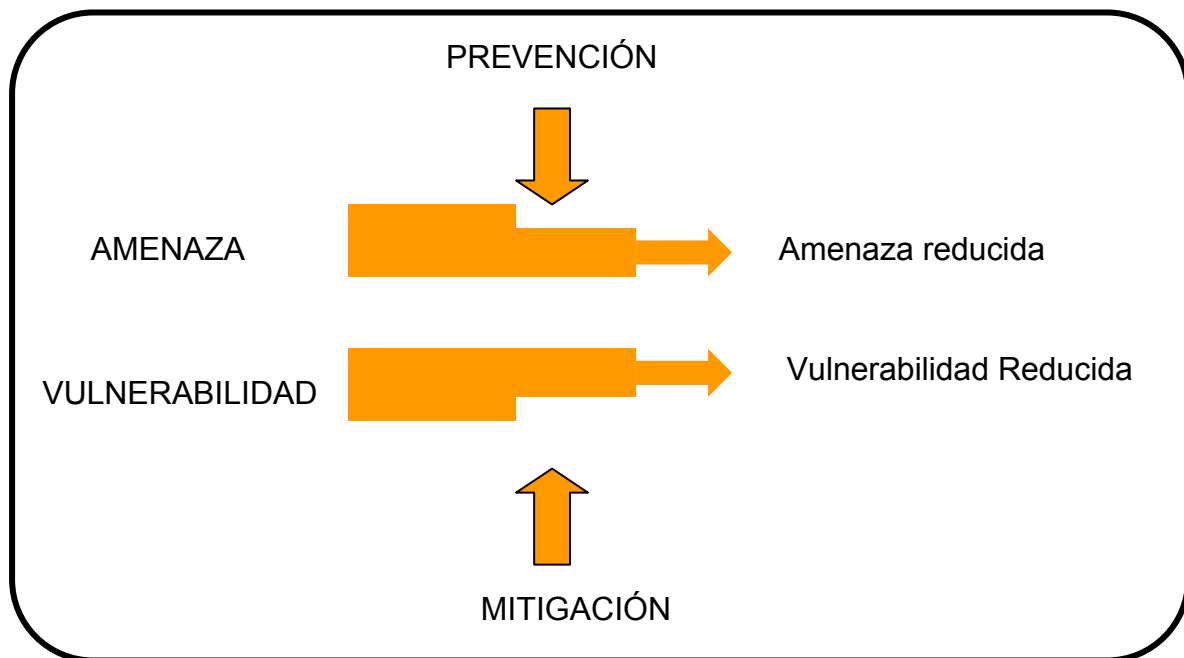 PREVENCIÓN
AMENAZA
Amenaza reducida
VULNERABILIDAD
Vulnerabilidad Reducida
MITIGACIÓN